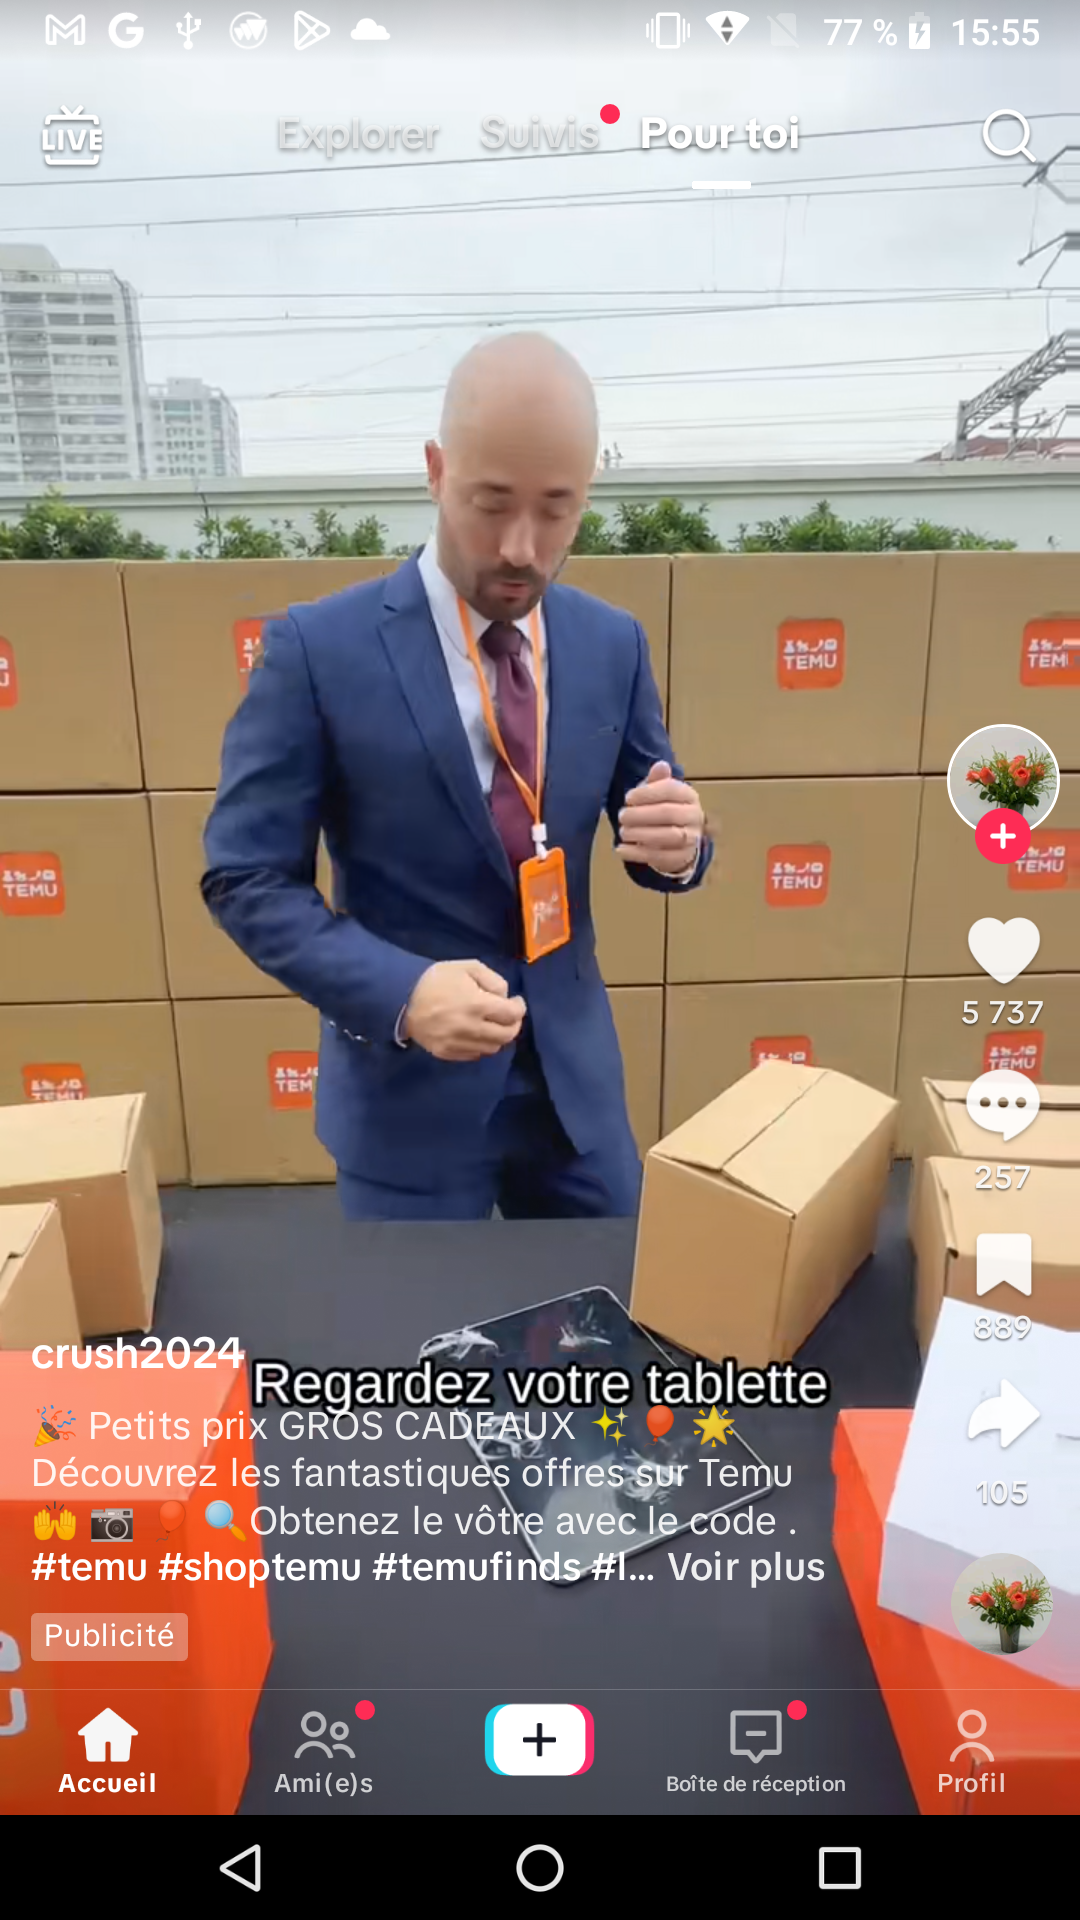 77 % 15:55
LIVE Explorer Suivis Pour toi
TEMU
TEMU
TEMU
TEMU
TEMU
5 737
257
889
crush2024
Regardez votre tablette
🎉 Petits prix GROS CADEAUX ✨ 🎈 🌟
Découvrez les fantastiques offres sur Temu
🙌 📷 🎈 🔍Obtenez le vôtre avec le code .
105
#temu #shoptemu #temufinds #l... Voir plus
Publicité
Accueil Ami(e)s Boîte de réception Profil